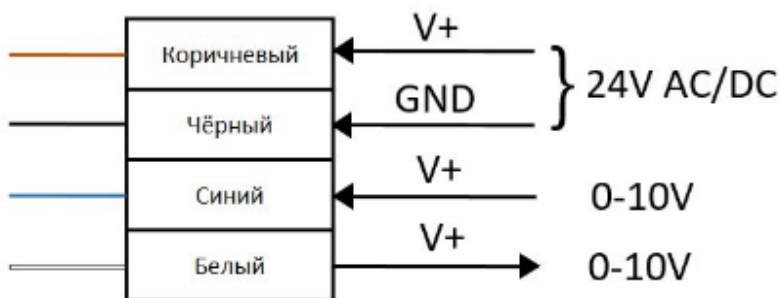 Коричневый V+
24V AC/DC
Чёрный GND
Синий V+ 0-10V
Белый V+ 0-10V